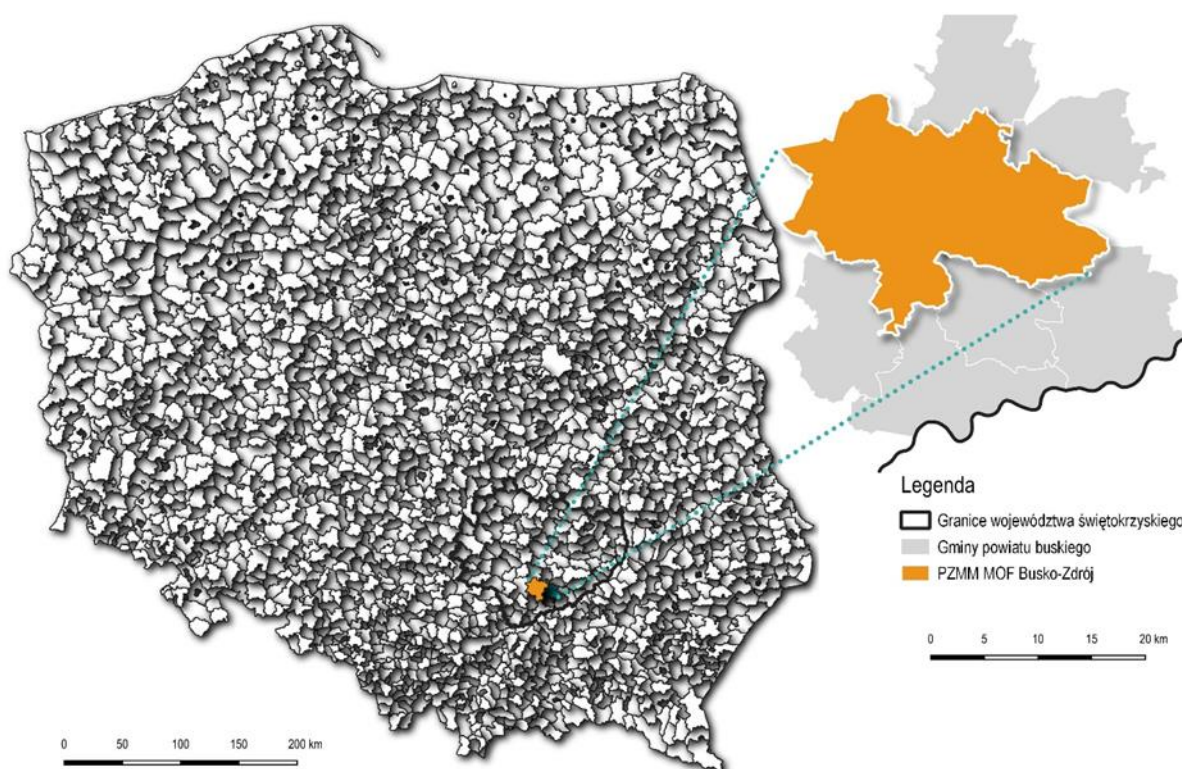 Legenda
Granice województwa świętokrzyskiego
Gminy powiatu buskiego
PZMM MOF Busko-Zdrój
0 5 10 15 20 km
0 50 100 150 200 km